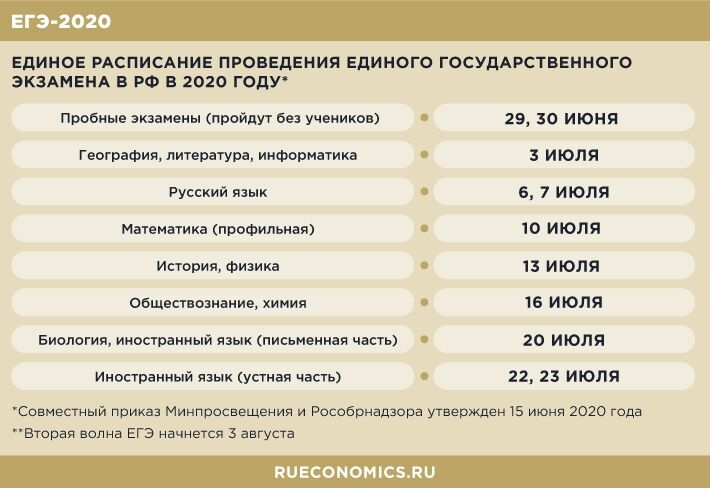 ЕГЭ-2020
ЕДИНОЕ РАСПИСАНИЕ ПРОВЕДЕНИЯ ЕДИНОГО ГОСУДАРСТВЕННОГО
ЭКЗАМЕНА В РФ В 2020 ГОДУ*
Пробные экзамены (пройдут без учеников) 29, 30 ИЮНЯ
География, литература, информатика 3 ИЮЛЯ
Русский язык 6, 7 ИЮЛЯ
Математика (профильная) 10 ИЮЛЯ
История, физика 13 ИЮЛЯ
Обществознание, химия 16 ИЮЛЯ
Биология, иностранный язык (письменная часть) 20 ИЮЛЯ
Иностранный язык (устная часть) 22, 23 ИЮЛЯ
*Совместный приказ Минпросвещения и Рособрнадзора утвержден 15 июня 2020 года
**Вторая волна ЕГЭ начнется 3 августа
RUECONOMICS.RU